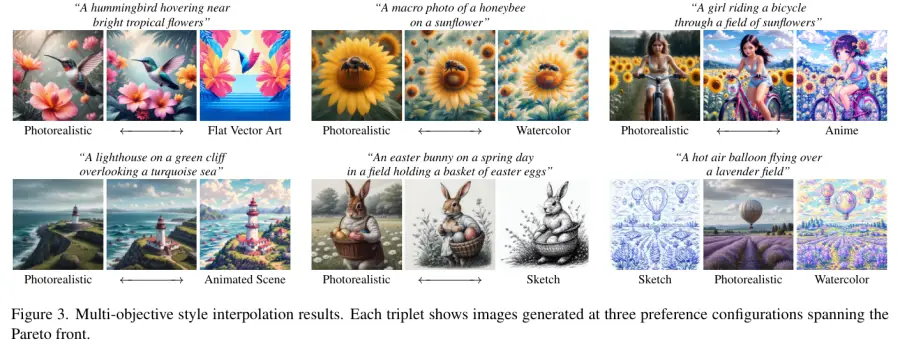 “A hummingbird hovering near
bright tropical flowers”
“A macro photo of a honeybee
on a sunflower”
“A girl riding a bicycle
through a field of sunflowers”
Photorealistic ⟵⟶ Flat Vector Art
Photorealistic ⟵⟶ Watercolor
Photorealistic ⟵⟶ Anime
“A lighthouse on a green cliff
overlooking a turquoise sea”
“An easter bunny on a spring day
in a field holding a basket of easter eggs”
“A hot air balloon flying over
a lavender field”
Photorealistic ⟵⟶ Animated Scene
Photorealistic ⟵⟶ Sketch
Sketch Photorealistic Watercolor
Figure 3. Multi-objective style interpolation results. Each triplet shows images generated at three preference configurations spanning the
Pareto front.